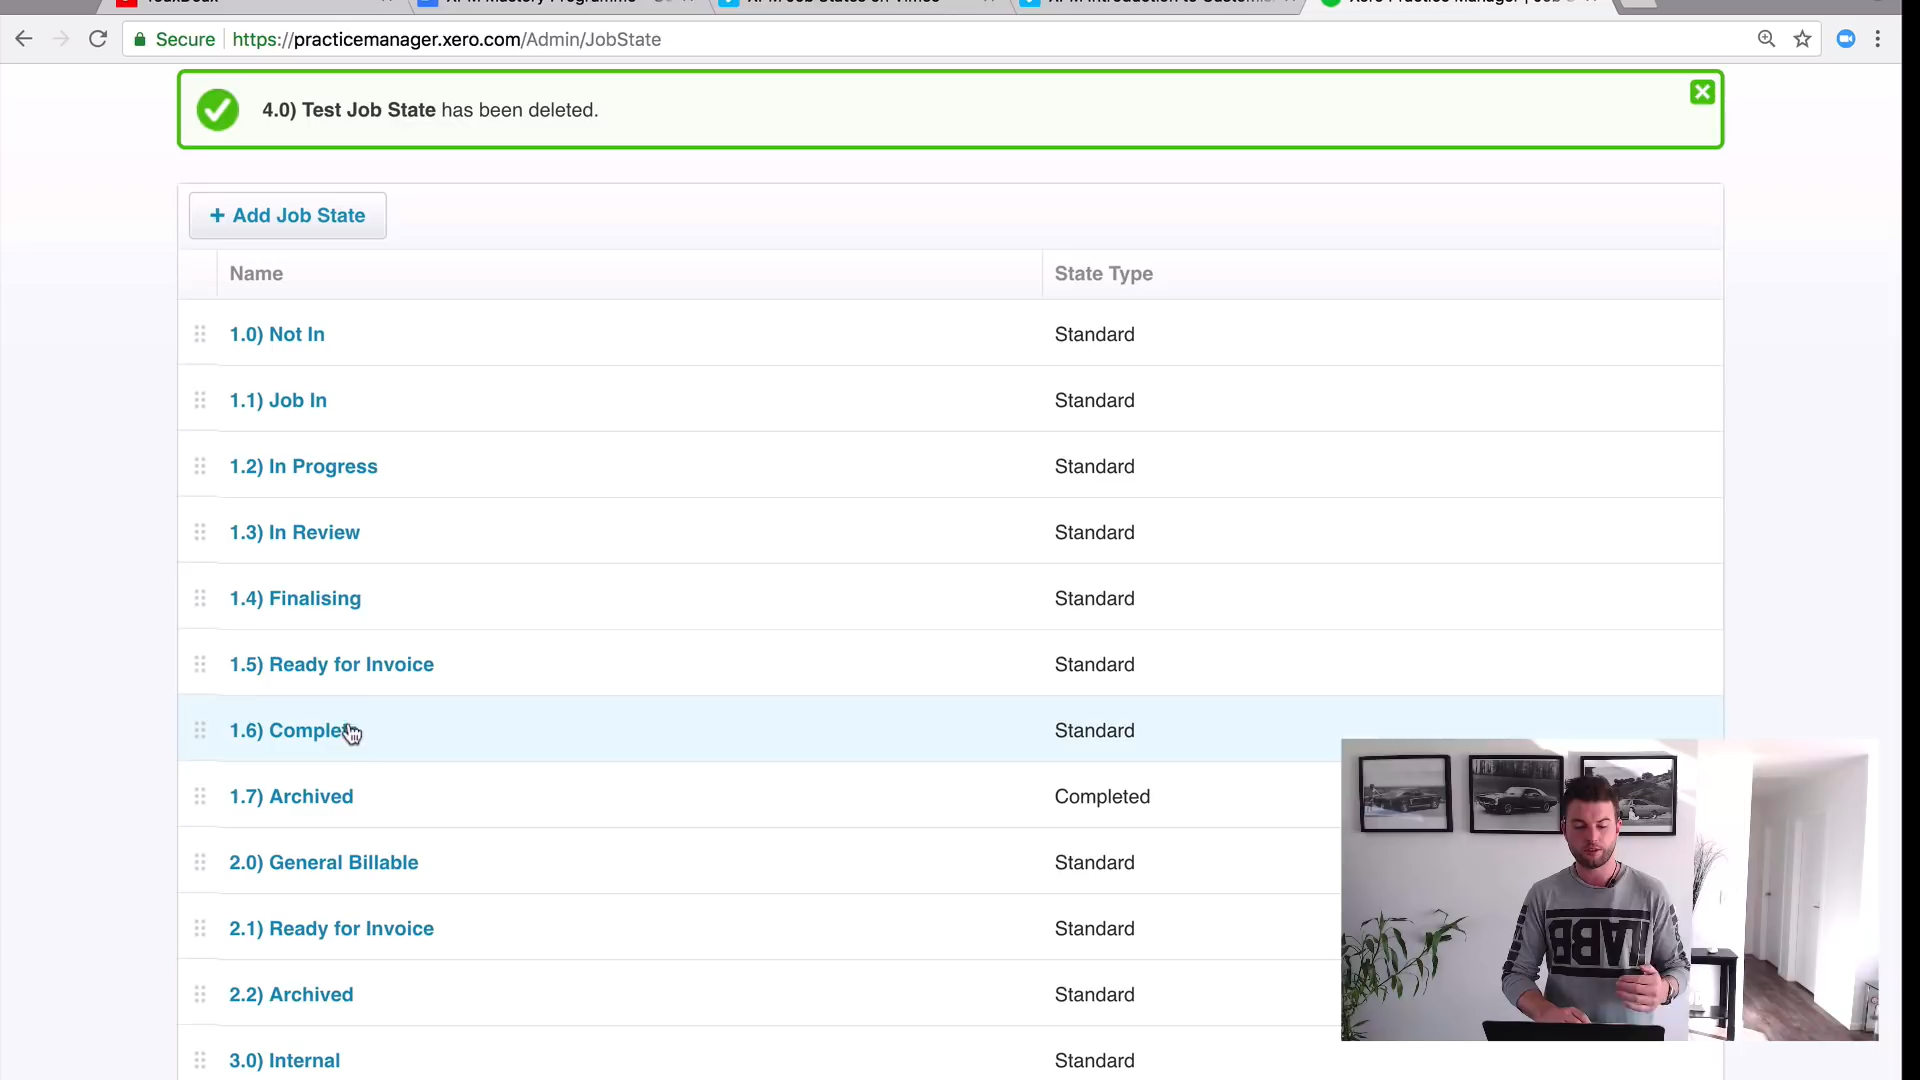 Secure https://practicemanager.xero.com/Admin/JobState
4.0) Test Job State has been deleted.
+ Add Job State
Name State Type
1.0) Not In Standard
1.1) Job In Standard
1.2) In Progress Standard
1.3) In Review Standard
1.4) Finalising Standard
1.5) Ready for Invoice Standard
1.6) Standard
1.7) Archived Completed
2.0) General Billable Standard
2.1) Ready for Invoice Standard
2.2) Archived Standard
3.0) Internal Standard